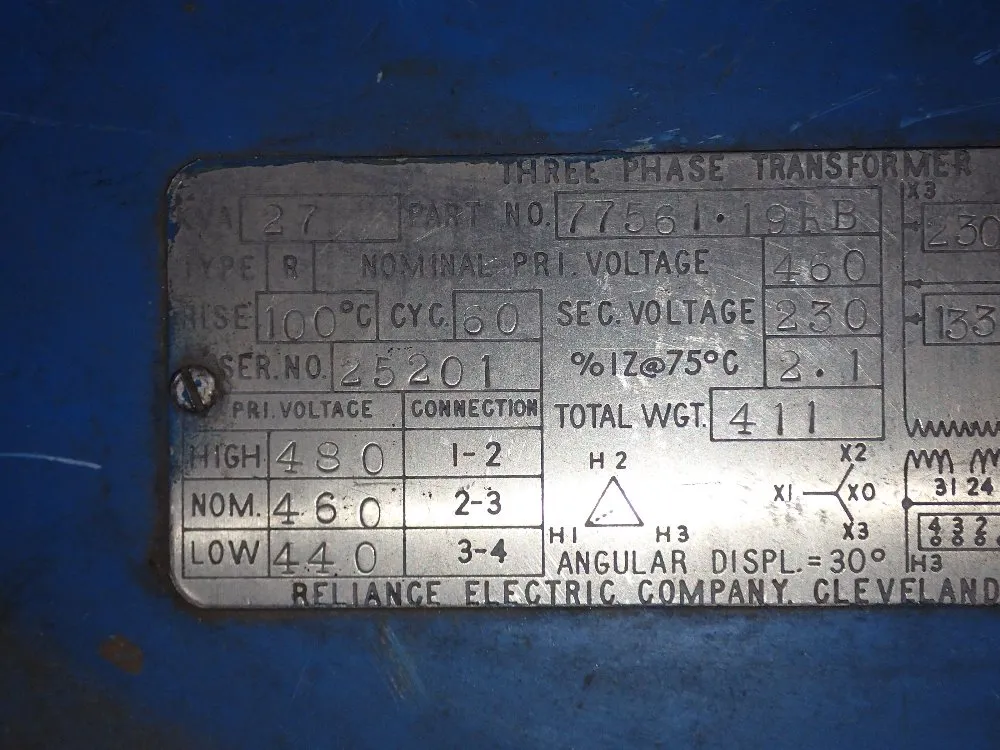 THREE PHASE TRANSFORMER
KVA 27 PART NO. 77561·19
TYPE R NOMINAL PRI. VOLTAGE 460
RISE 100°C CYC. 60 SEC. VOLTAGE 230
SER. NO. 25201 %IZ@75°C 2.1
PRI. VOLTAGE CONNECTION TOTAL WGT. 411
HIGH 480 1-2
NOM. 460 2-3
LOW 440 3-4
H2
H1 H3
X2
X1 X0
X3
ANGULAR DISPL. = 30°
RELIANCE ELECTRIC COMPANY. CLEVELAND
X3
230
133
31 24
4 3 2
H3